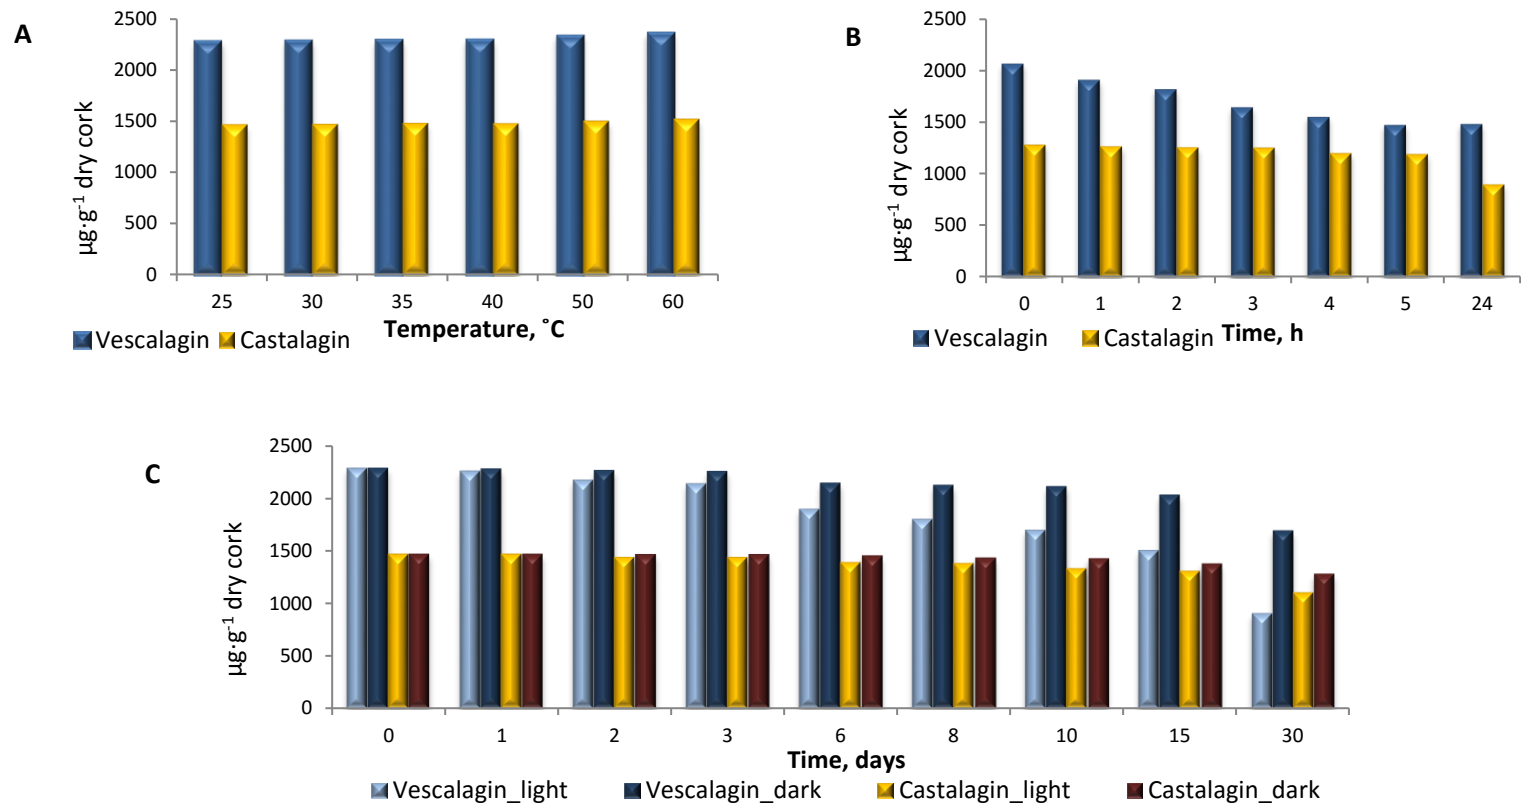 A
µg·g⁻¹ dry cork
2500
2000
1500
1000
500
0
25 30 35 40 50 60
Temperature, ˚C
Vescalagin Castalagin
B
µg·g⁻¹ dry cork
2500
2000
1500
1000
500
0
0 1 2 3 4 5 24
Time, h
Vescalagin Castalagin
C
µg·g⁻¹ dry cork
2500
2000
1500
1000
500
0
0 1 2 3 6 8 10 15 30
Time, days
Vescalagin_light Vescalagin_dark Castalagin_light Castalagin_dark